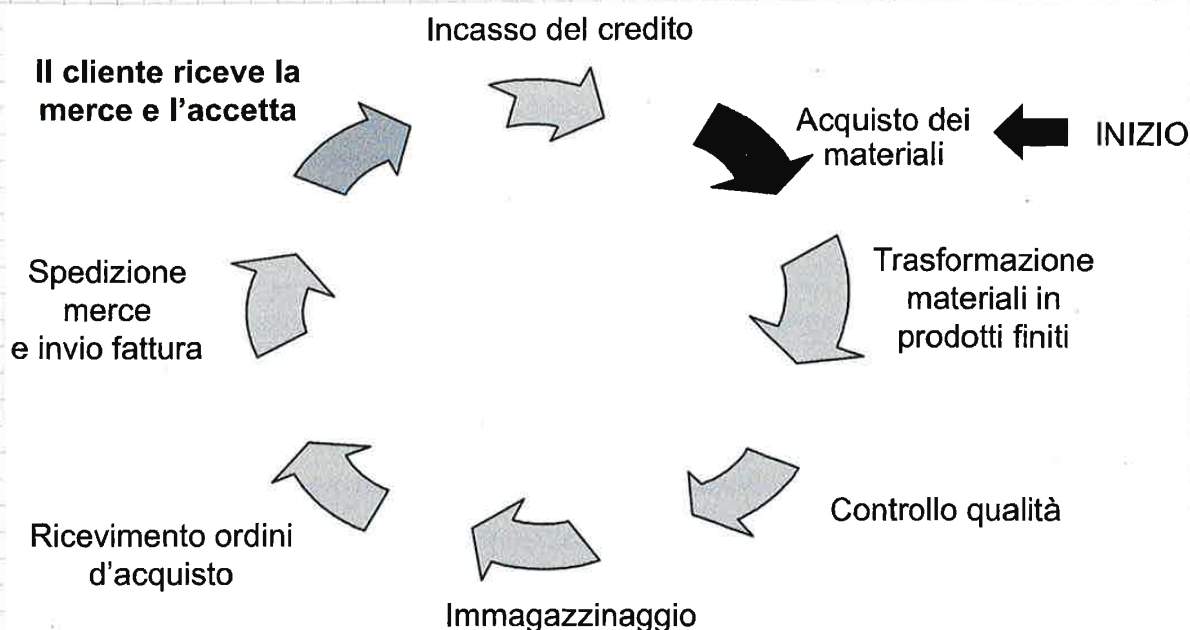 Incasso del credito
Il cliente riceve la
merce e l'accetta
Acquisto dei
materiali
INIZIO
Trasformazione
materiali in
prodotti finiti
Controllo qualità
Immagazzinaggio
Ricevimento ordini
d'acquisto
Spedizione
merce
e invio fattura